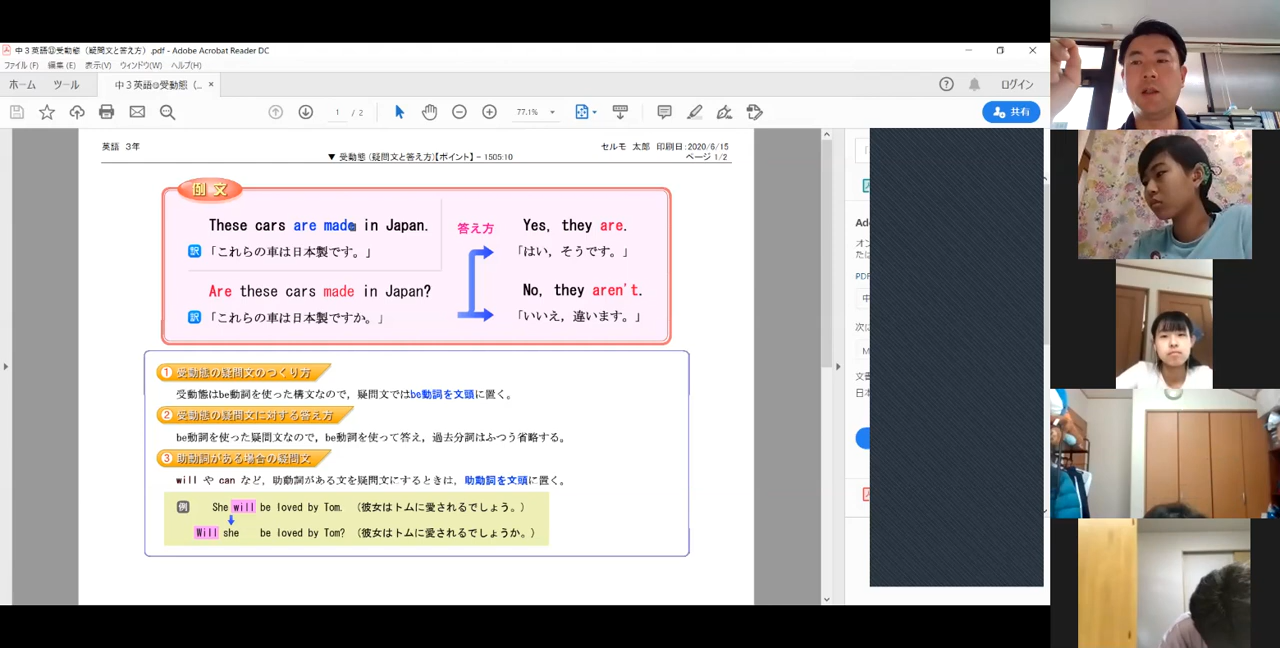 中３英語⑬受動態（疑問文と答え方）.pdf - Adobe Acrobat Reader DC
ファイル(F) 編集(E) 表示(V) ウィンドウ(W) ヘルプ(H)
ホーム ツール 中３英語⑬受動態 (... × ログイン
1 / 2 77.1% 共有
英語 3年
セルモ 太郎 印刷日:2020/6/15
▼ 受動態(疑問文と答え方)【ポイント】 - 1505:10
ページ 1/2
例 文
These cars are made in Japan.
訳 「これらの車は日本製です。」
Are these cars made in Japan?
訳 「これらの車は日本製ですか。」
答え方
Yes, they are.
「はい，そうです。」
No, they aren't.
「いいえ，違います。」
① 受動態の疑問文のつくり方
受動態はbe動詞を使った構文なので，疑問文ではbe動詞を文頭に置く。
② 受動態の疑問文に対する答え方
be動詞を使った疑問文なので，be動詞を使って答え，過去分詞はふつう省略する。
③ 助動詞がある場合の疑問文
will や can など，助動詞がある文を疑問文にするときは，助動詞を文頭に置く。
例 She will be loved by Tom. （彼女はトムに愛されるでしょう。）
Will she be loved by Tom? （彼女はトムに愛されるでしょうか。）